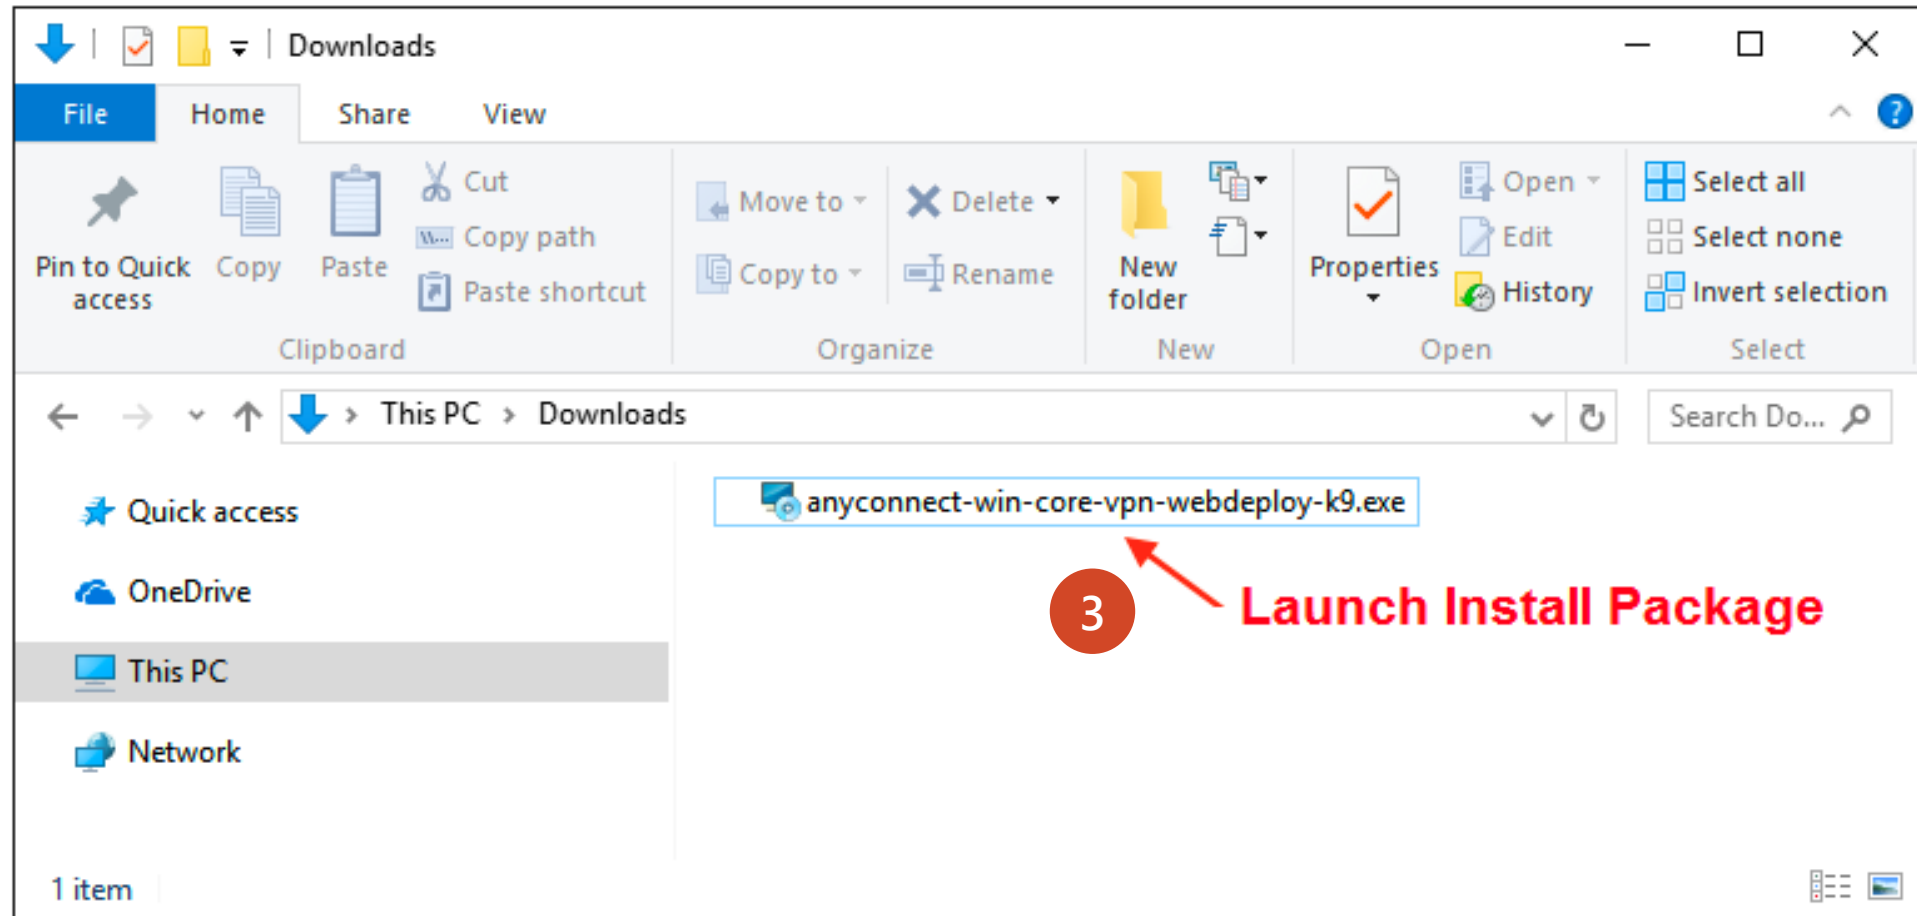 Downloads
File Home Share View
?
Pin to Quick access
Copy
Paste
Cut
W...
Copy path
Paste shortcut
Clipboard
Move to
Copy to
Delete
Rename
Organize
New folder
New
Properties
Open
Edit
History
Open
Select all
Select none
Invert selection
Select
This PC > Downloads
Search Do...
Quick access
OneDrive
This PC
Network
anyconnect-win-core-vpn-webdeploy-k9.exe
3
Launch Install Package
1 item